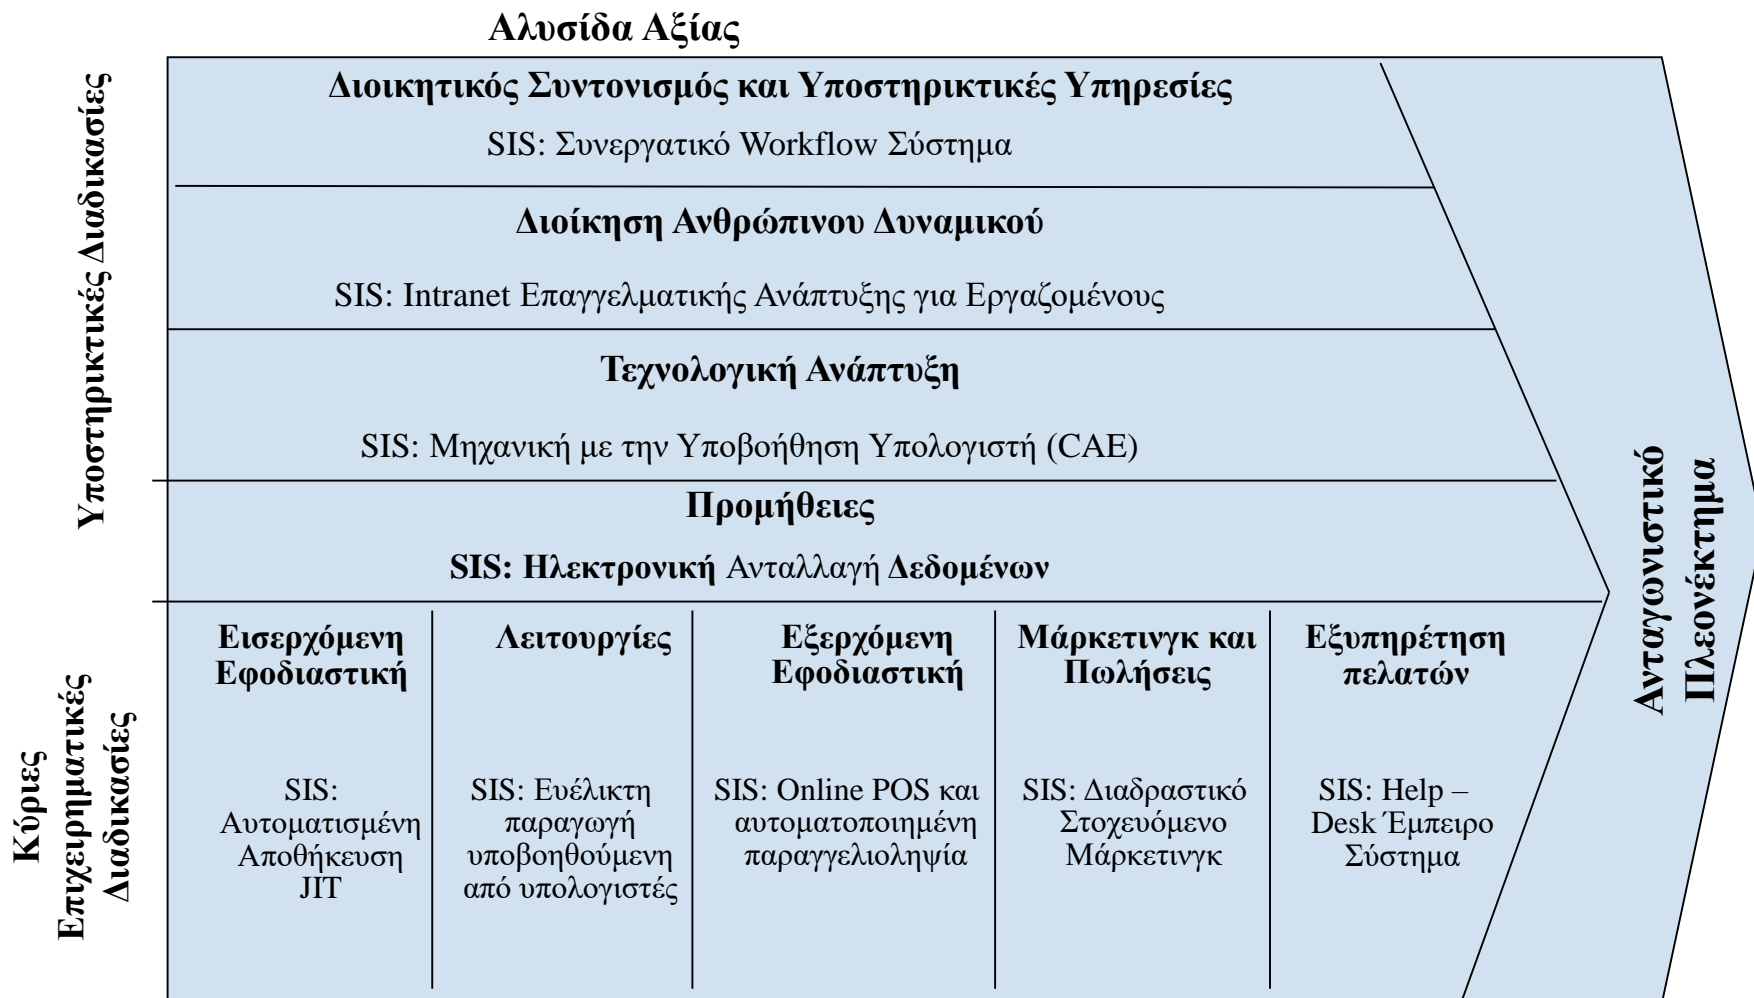 Αλυσίδα Αξίας
Υποστηρικτικές Διαδικασίες
Διοικητικός Συντονισμός και Υποστηρικτικές Υπηρεσίες
SIS: Συνεργατικό Workflow Σύστημα
Διοίκηση Ανθρώπινου Δυναμικού
SIS: Intranet Επαγγελματικής Ανάπτυξης για Εργαζομένους
Τεχνολογική Ανάπτυξη
SIS: Μηχανική με την Υποβοήθηση Υπολογιστή (CAE)
Προμήθειες
SIS: Ηλεκτρονική Ανταλλαγή Δεδομένων
Κύριες
Επιχειρηματικές
Διαδικασίες
Εισερχόμενη
Εφοδιαστική
SIS:
Αυτοματισμένη
Αποθήκευση
JIT
Λειτουργίες
SIS: Ευέλικτη
παραγωγή
υποβοηθούμενη
από υπολογιστές
Εξερχόμενη
Εφοδιαστική
SIS: Online POS και
αυτοματοποιημένη
παραγγελιοληψία
Μάρκετινγκ και
Πωλήσεις
SIS: Διαδραστικό
Στοχευόμενο
Μάρκετινγκ
Εξυπηρέτηση
πελατών
SIS: Help –
Desk Έμπειρο
Σύστημα
Ανταγωνιστικό
Πλεονέκτημα